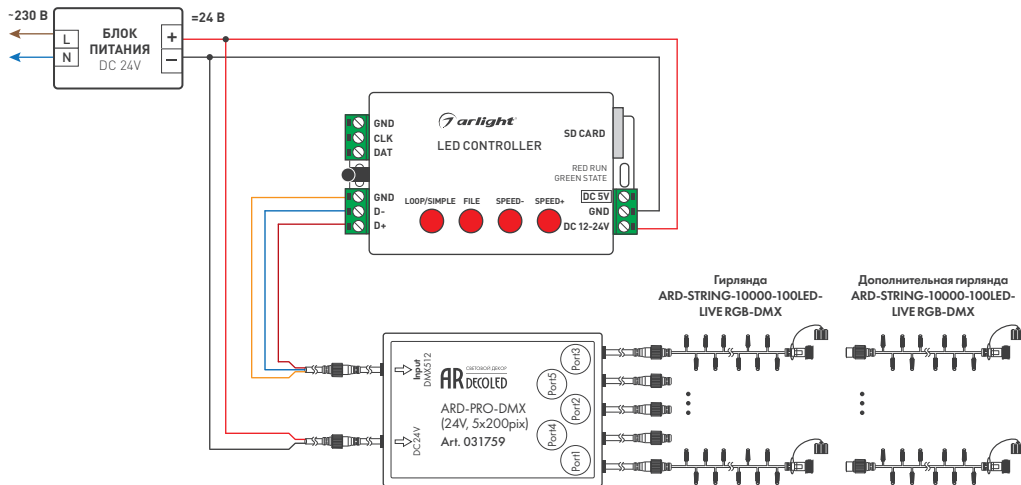 ~230 В
=24 В
L
N
БЛОК
ПИТАНИЯ
DC 24V
+
–
GND
CLK
DAT
arlight
LED CONTROLLER
SD CARD
RED RUN
GREEN STATE
GND
D-
D+
LOOP/SIMPLE FILE SPEED- SPEED+
DC 5V
GND
DC 12-24V
Гирлянда
ARD-STRING-10000-100LED-
LIVE RGB-DMX
Дополнительная гирлянда
ARD-STRING-10000-100LED-
LIVE RGB-DMX
Input
DMX512
AR DECOLED
СВЕТОВОЙ ДЕКОР
ARD-PRO-DMX
(24V, 5x200pix)
Art. 031759
DC24V
Port3
Port5
Port2
Port4
Port1